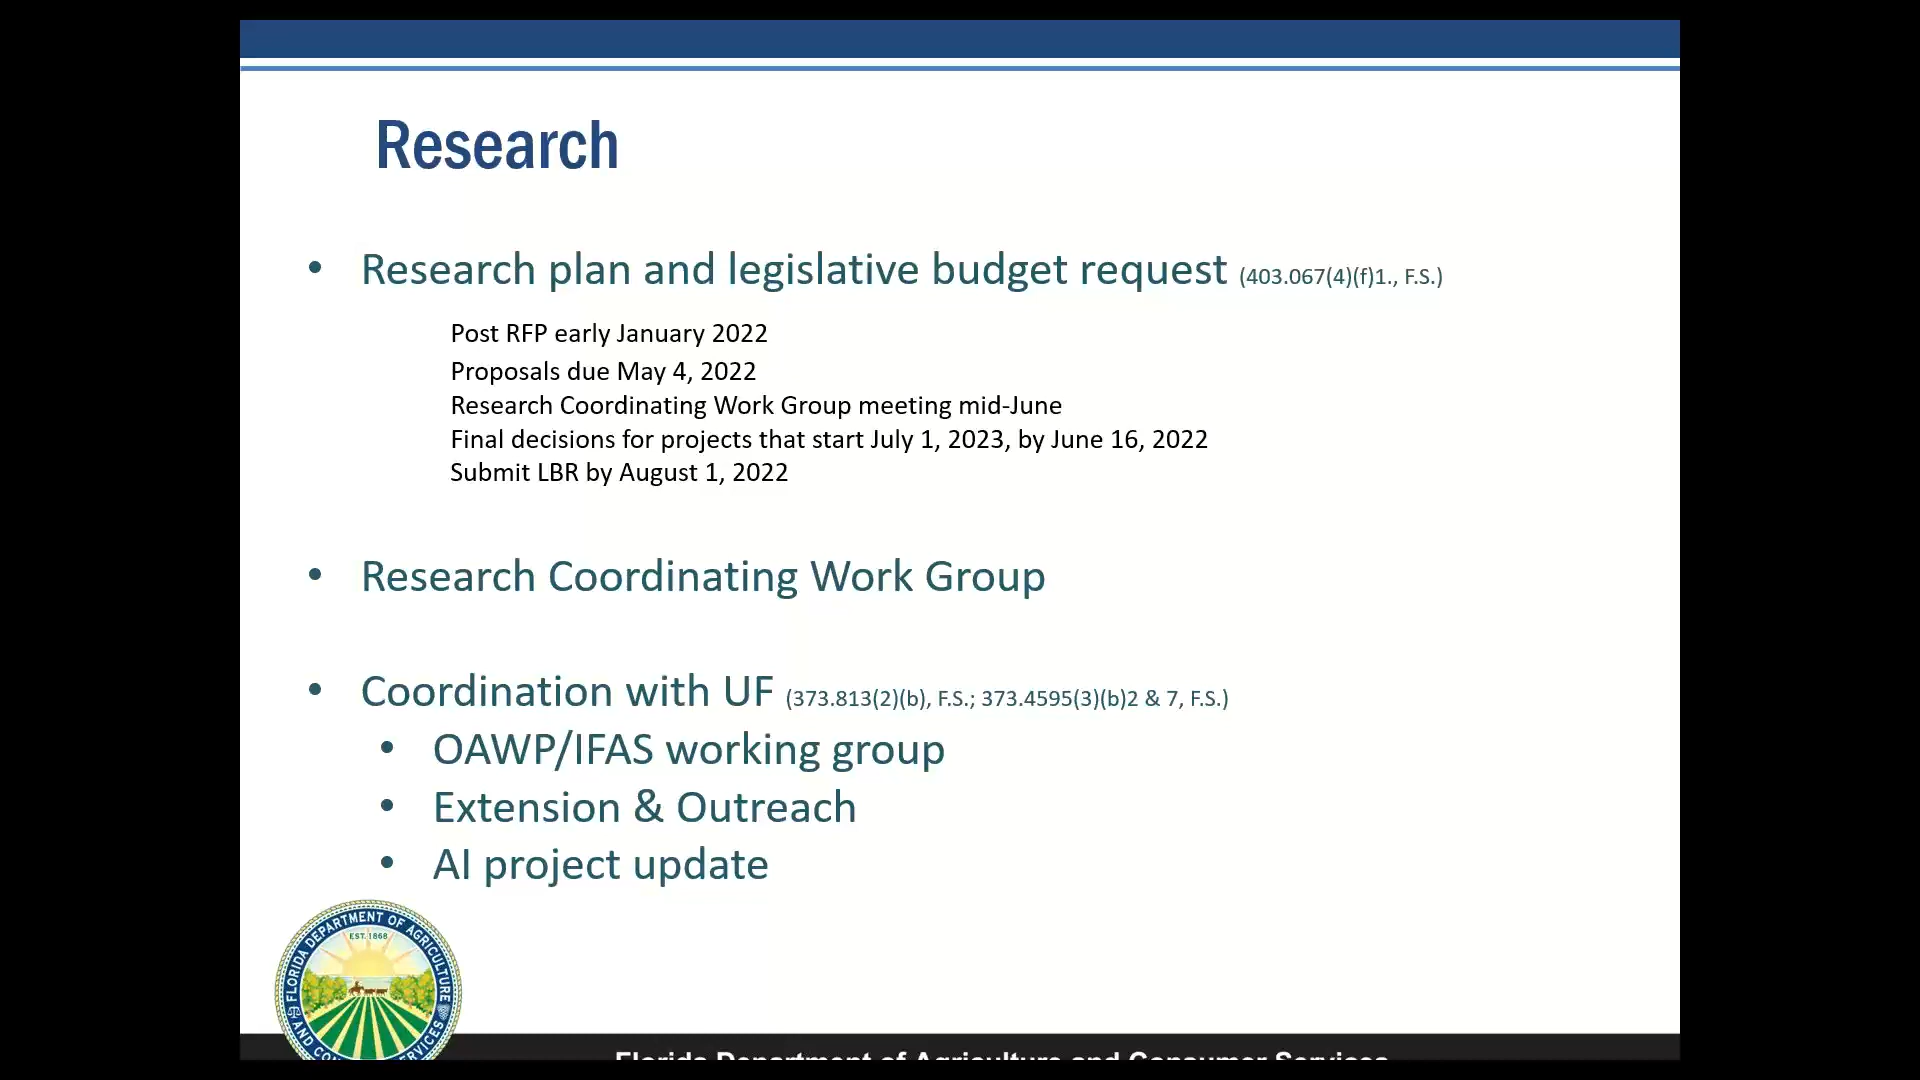 Research
• Research plan and legislative budget request (403.067(4)(f)1., F.S.)
Post RFP early January 2022
Proposals due May 4, 2022
Research Coordinating Work Group meeting mid-June
Final decisions for projects that start July 1, 2023, by June 16, 2022
Submit LBR by August 1, 2022
• Research Coordinating Work Group
• Coordination with UF (373.813(2)(b), F.S.; 373.4595(3)(b)2 & 7, F.S.)
• OAWP/IFAS working group
• Extension & Outreach
• AI project update
FLORIDA DEPARTMENT OF AGRICULTURE
EST. 1868
Florida Department of Agriculture and Consumer Services